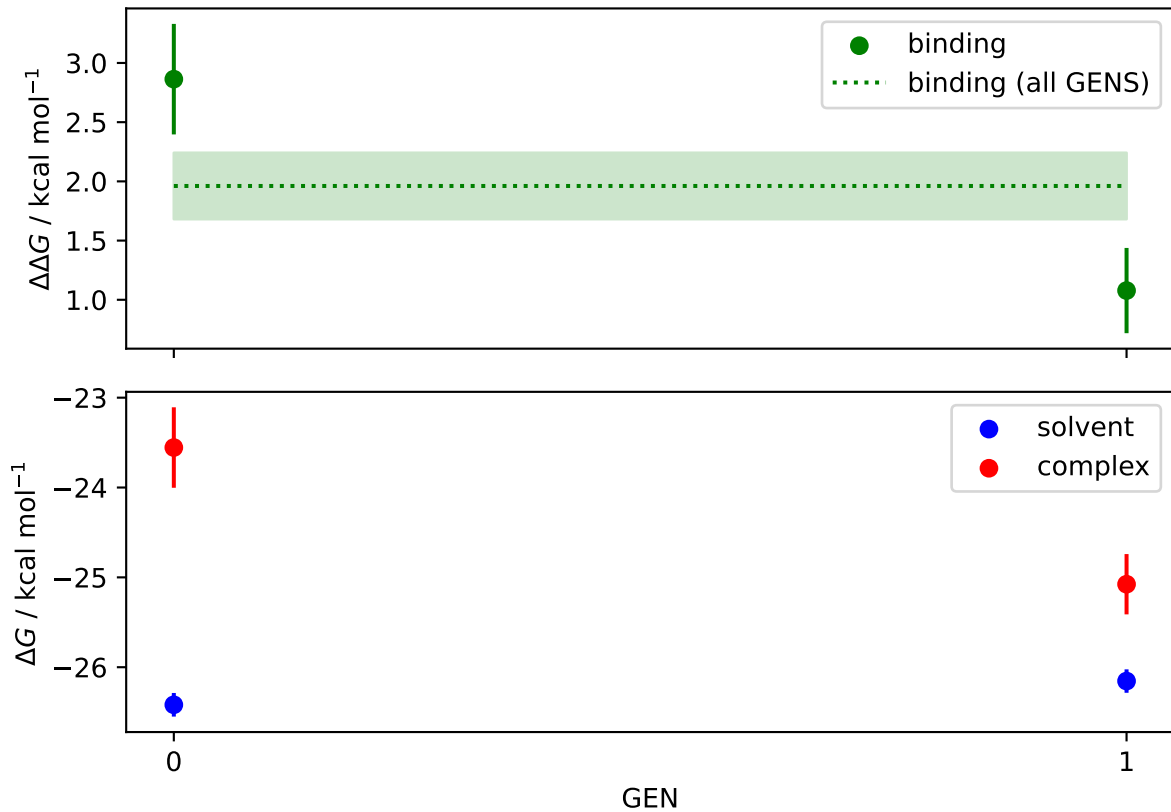 binding
binding (all GENS)
3.0
2.5
2.0
1.5
1.0
ΔΔG / kcal mol⁻¹
solvent
complex
−23
−24
−25
−26
ΔG / kcal mol⁻¹
0
1
GEN